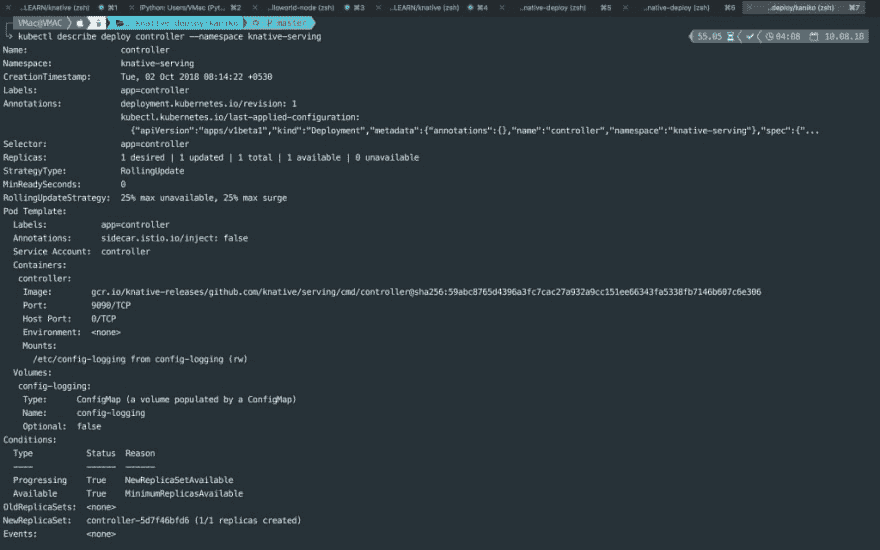 ..LEARN/knative (zsh) ⌘1 (Python: Users/VMac (Pyt... ⌘2 ..lloworld-node (zsh) ⌘3 ..LEARN/knative (zsh) ⌘4 ..native-deploy (zsh) ⌘5 ..native-deploy (zsh) ⌘6 ..deploy/kaniko (zsh) ⌘7
VMac@VMAC knative-deploy/kaniko master
kubectl describe deploy controller --namespace knative-serving 04:08 10.08.18
Name: controller
Namespace: knative-serving
CreationTimestamp: Tue, 02 Oct 2018 08:14:22 +0530
Labels: app=controller
Annotations: deployment.kubernetes.io/revision: 1
kubectl.kubernetes.io/last-applied-configuration:
{"apiVersion":"apps/v1beta1","kind":"Deployment","metadata":{"annotations":{},"name":"controller","namespace":"knative-serving"},"spec":{"...
Selector: app=controller
Replicas: 1 desired | 1 updated | 1 total | 1 available | 0 unavailable
StrategyType: RollingUpdate
MinReadySeconds: 0
RollingUpdateStrategy: 25% max unavailable, 25% max surge
Pod Template:
Labels: app=controller
Annotations: sidecar.istio.io/inject: false
Service Account: controller
Containers:
controller:
Image: gcr.io/knative-releases/github.com/knative/serving/cmd/controller@sha256:59abc8765d4396a3fc7cac27a932a9cc151ee66343fa5338fb7146b607c6e306
Port: 9090/TCP
Host Port: 0/TCP
Environment: <none>
Mounts:
/etc/config-logging from config-logging (rw)
Volumes:
config-logging:
Type: ConfigMap (a volume populated by a ConfigMap)
Name: config-logging
Optional: false
Conditions:
Type Status Reason
---- ------ ------
Progressing True NewReplicaSetAvailable
Available True MinimumReplicasAvailable
OldReplicaSets: <none>
NewReplicaSet: controller-5d7f46bfd6 (1/1 replicas created)
Events: <none>